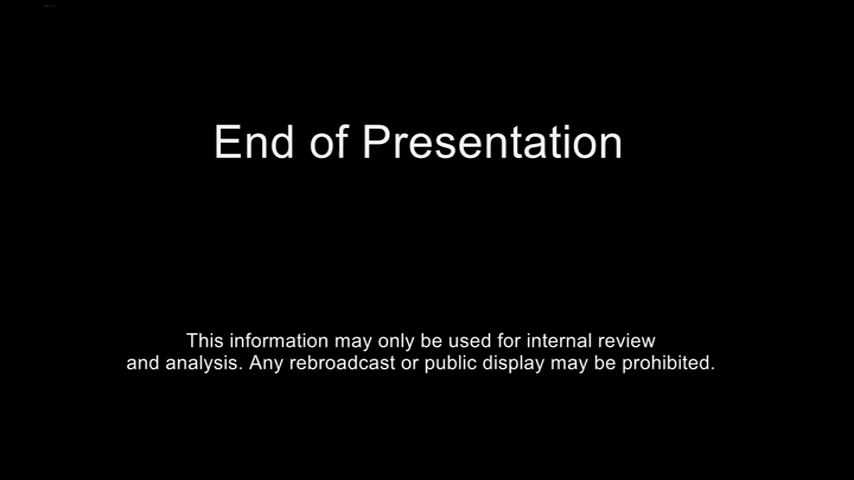 End of Presentation
This information may only be used for internal review
and analysis. Any rebroadcast or public display may be prohibited.